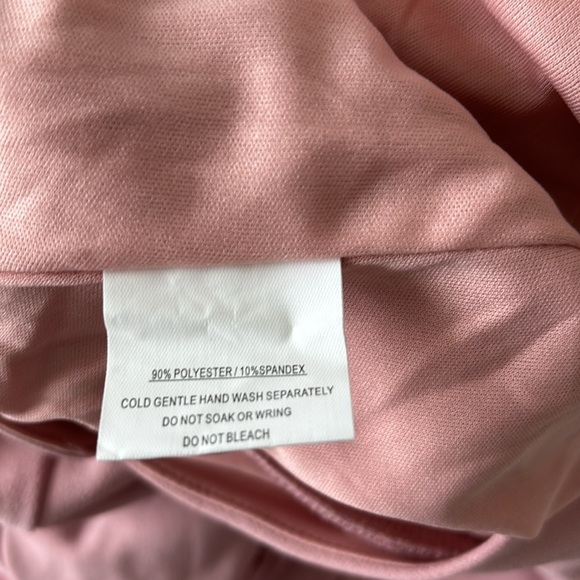 90% POLYESTER / 10%SPANDEX
COLD GENTLE HAND WASH SEPARATELY
DO NOT SOAK OR WRING
DO NOT BLEACH